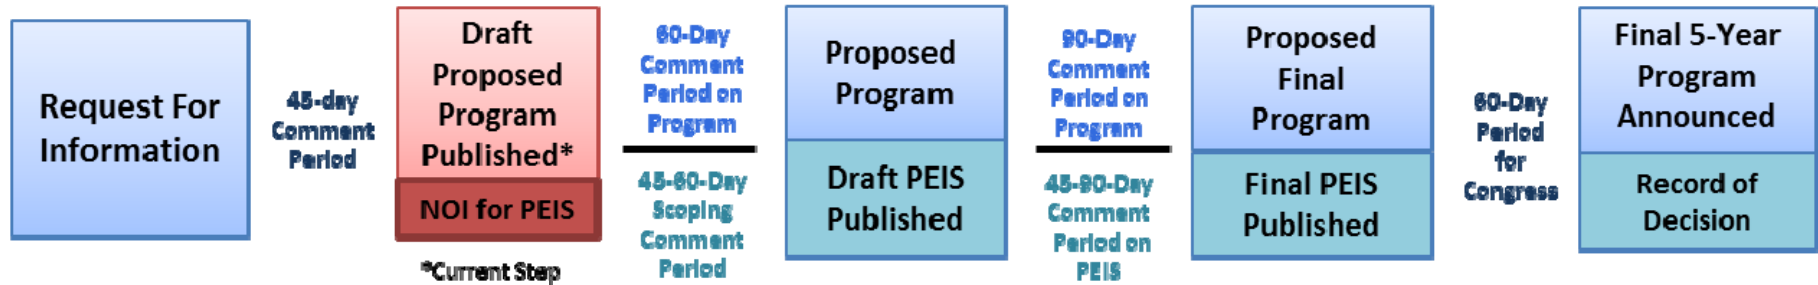 Request For
Information
45-day
Comment
Period
Draft
Proposed
Program
Published*
NOI for PEIS
*Current Step
60-Day
Comment
Period on
Program
45-60-Day
Scoping
Comment
Period
Proposed
Program
Draft PEIS
Published
90-Day
Comment
Period on
Program
45-90-Day
Comment
Period on
PEIS
Proposed
Final
Program
Final PEIS
Published
60-Day
Period
for
Congress
Final 5-Year
Program
Announced
Record of
Decision